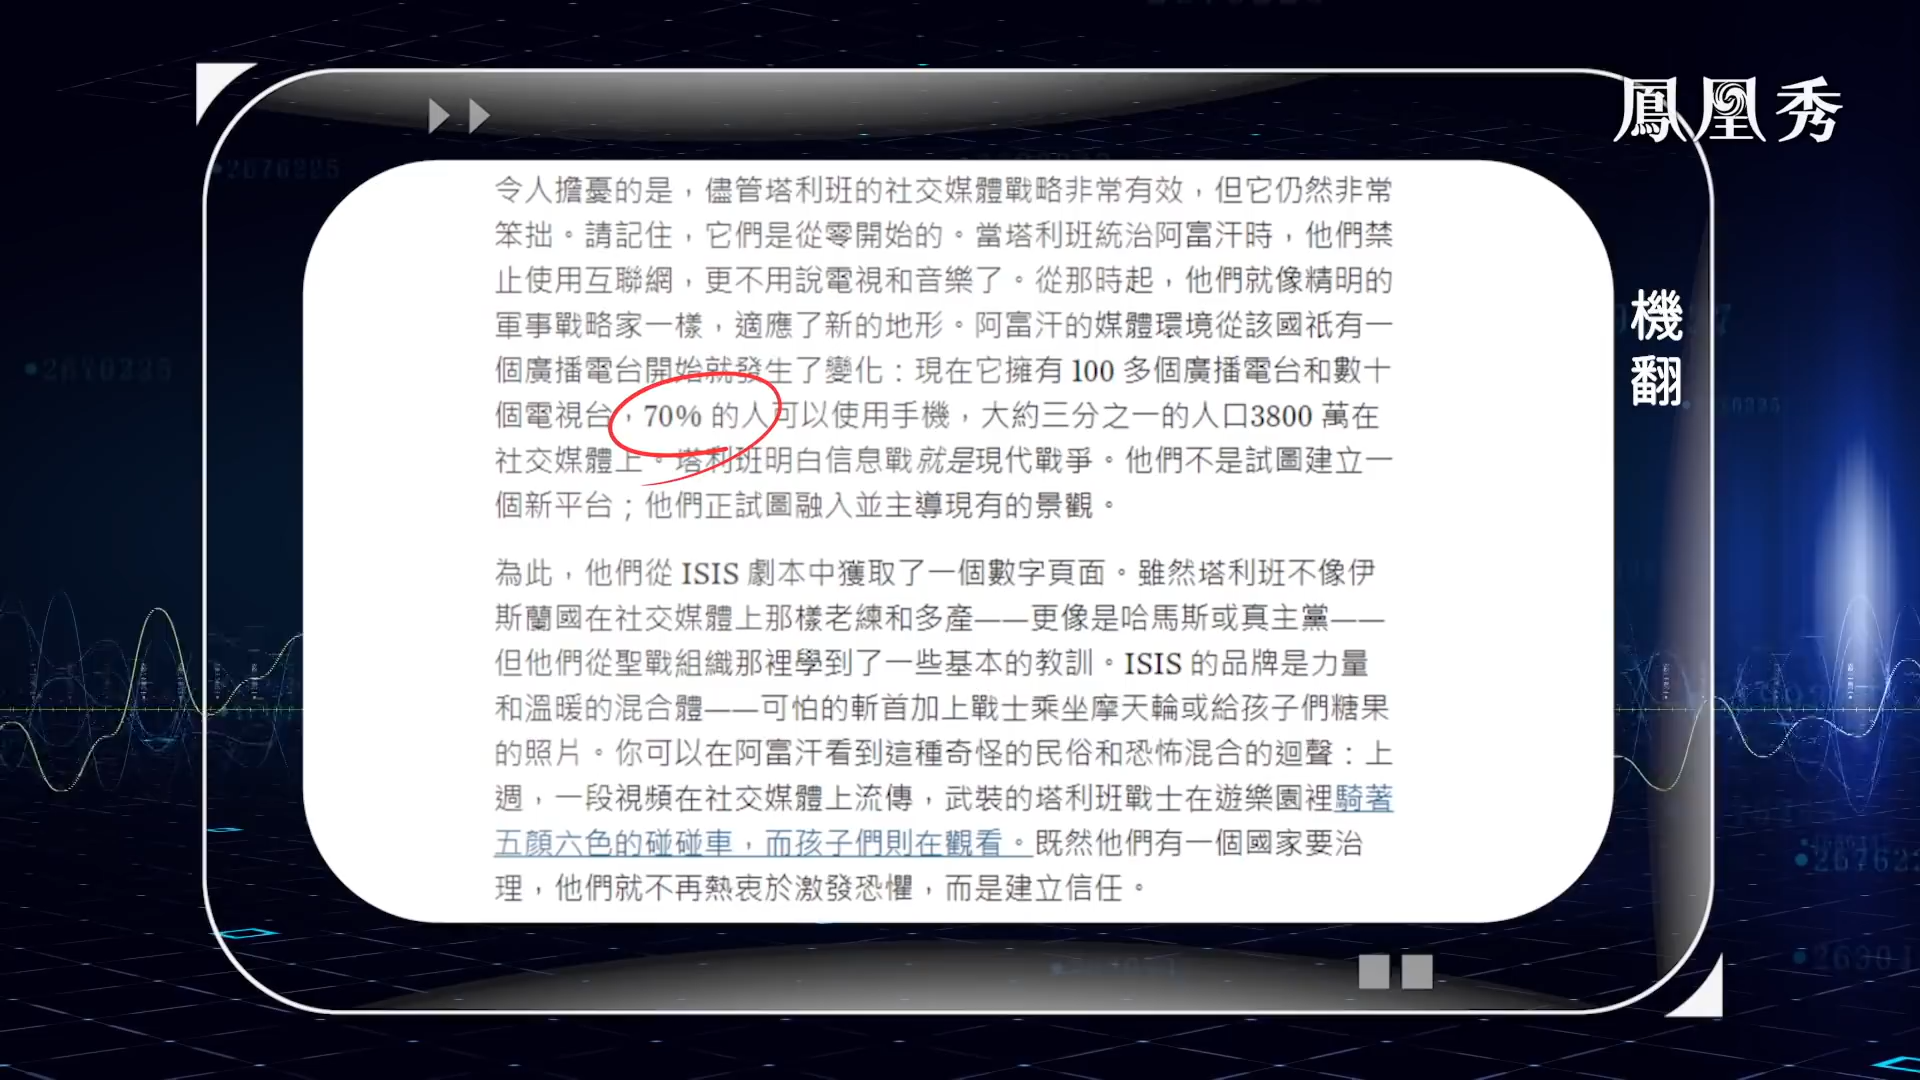 鳳凰秀
機翻
令人擔憂的是，儘管塔利班的社交媒體戰略非常有效，但它仍然非常
笨拙。請記住，它們是從零開始的。當塔利班統治阿富汗時，他們禁
止使用互聯網，更不用說電視和音樂了。從那時起，他們就像精明的
軍事戰略家一樣，適應了新的地形。阿富汗的媒體環境從該國祇有一
個廣播電台開始就發生了變化：現在它擁有 100 多個廣播電台和數十
個電視台，70% 的人可以使用手機，大約三分之一的人口3800 萬在
社交媒體上。塔利班明白信息戰就是現代戰爭。他們不是試圖建立一
個新平台；他們正試圖融入並主導現有的景觀。
為此，他們從 ISIS 劇本中獲取了一個數字頁面。雖然塔利班不像伊
斯蘭國在社交媒體上那樣老練和多產——更像是哈馬斯或真主黨——
但他們從聖戰組織那裡學到了一些基本的教訓。ISIS 的品牌是力量
和溫暖的混合體——可怕的斬首加上戰士乘坐摩天輪或給孩子們糖果
的照片。你可以在阿富汗看到這種奇怪的民俗和恐怖混合的迴聲：上
週，一段視頻在社交媒體上流傳，武裝的塔利班戰士在遊樂園裡騎著
五顏六色的碰碰車，而孩子們則在觀看。既然他們有一個國家要治
理，他們就不再熱衷於激發恐懼，而是建立信任。